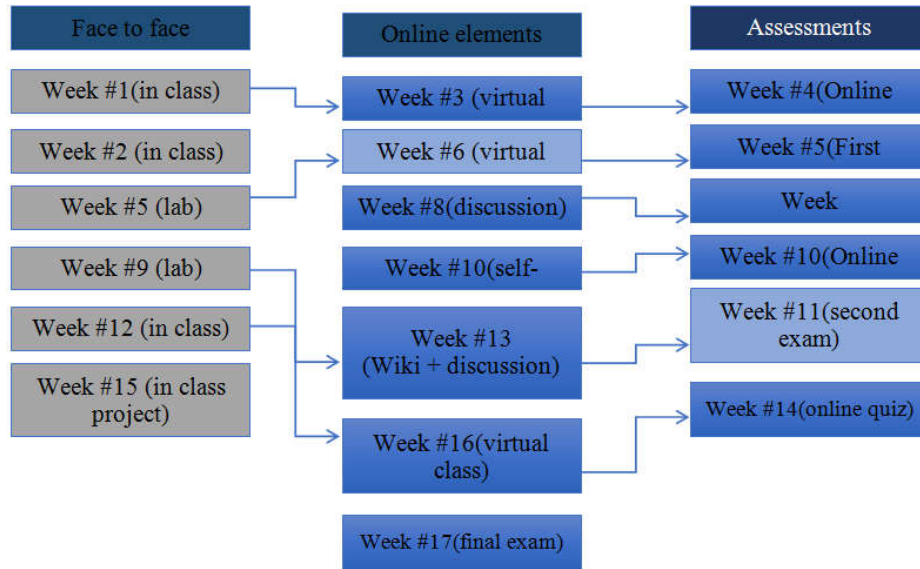 Face to face
Week #1(in class)
Week #2 (in class)
Week #5 (lab)
Week #9 (lab)
Week #12 (in class)
Week #15 (in class
project)
Online elements
Week #3 (virtual
Week #6 (virtual
Week #8(discussion)
Week #10(self-
Week #13
(Wiki + discussion)
Week #16(virtual
class)
Week #17(final exam)
Assessments
Week #4(Online
Week #5(First
Week
Week #10(Online
Week #11(second
exam)
Week #14(online quiz)